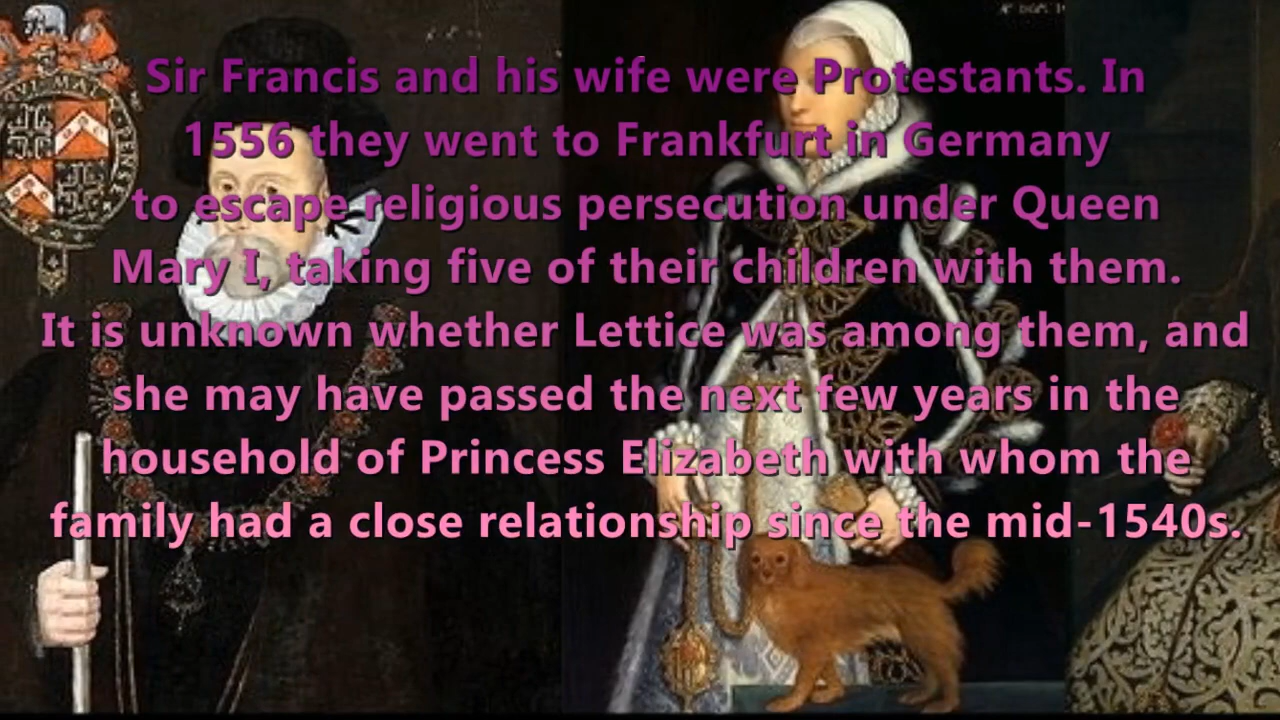 Sir Francis and his wife were Protestants. In
1556 they went to Frankfurt in Germany
to escape religious persecution under Queen
Mary I, taking five of their children with them.
It is unknown whether Lettice was among them, and
she may have passed the next few years in the
household of Princess Elizabeth with whom the
family had a close relationship since the mid-1540s.